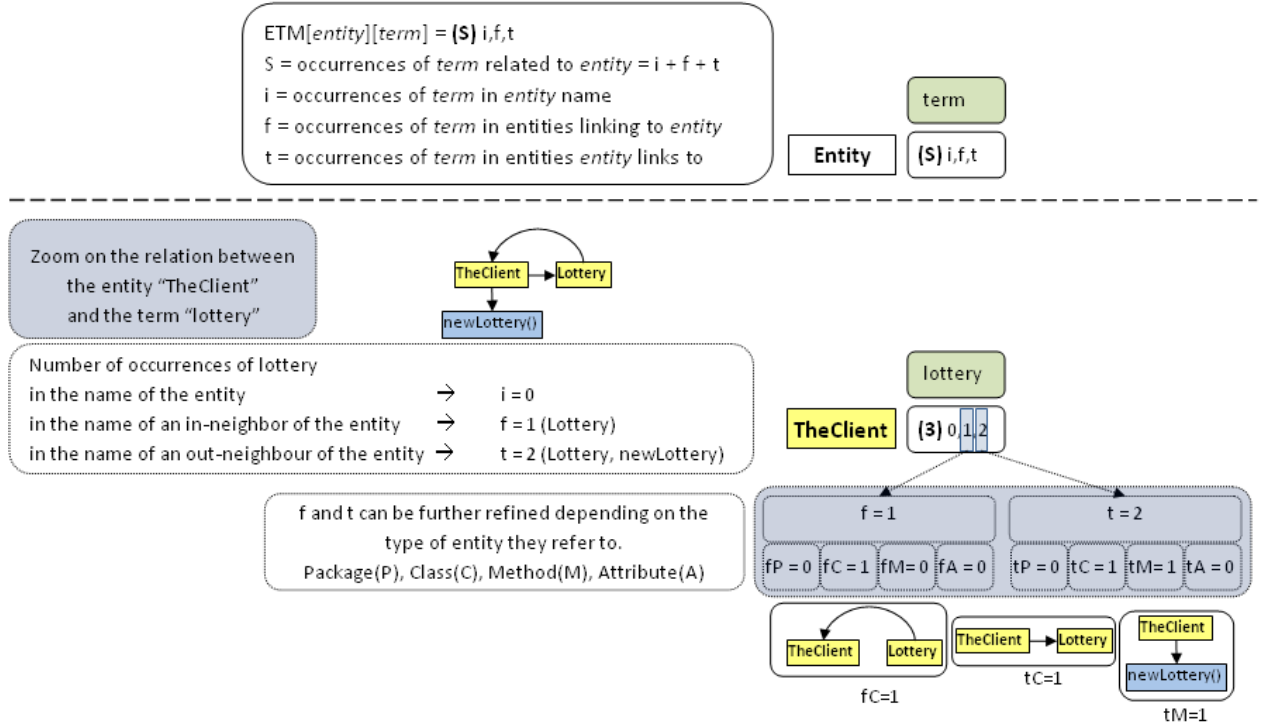 ETM[entity][term] = (S) i,f,t
S = occurrences of term related to entity = i + f + t
i = occurrences of term in entity name
f = occurrences of term in entities linking to entity
t = occurrences of term in entities entity links to
term
Entity
(S) i,f,t
Zoom on the relation between
the entity “TheClient”
and the term “lottery”
TheClient
Lottery
newLottery()
Number of occurrences of lottery
in the name of the entity → i = 0
in the name of an in-neighbor of the entity → f = 1 (Lottery)
in the name of an out-neighbour of the entity → t = 2 (Lottery, newLottery)
lottery
TheClient
(3) 0,1,2
f and t can be further refined depending on the
type of entity they refer to.
Package(P), Class(C), Method(M), Attribute(A)
f = 1
t = 2
fP = 0
fC = 1
fM= 0
fA = 0
tP = 0
tC = 1
tM= 1
tA = 0
TheClient
Lottery
fC=1
TheClient
Lottery
tC=1
TheClient
newLottery()
tM=1